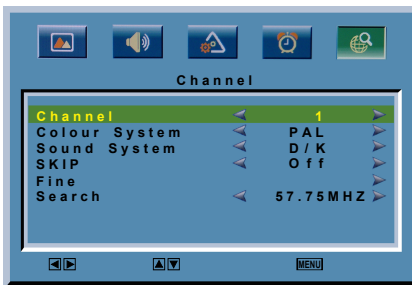 Channel
Channel 1
Colour System PAL
Sound System D/K
SKIP Off
Fine
Search 57.75MHZ
MENU